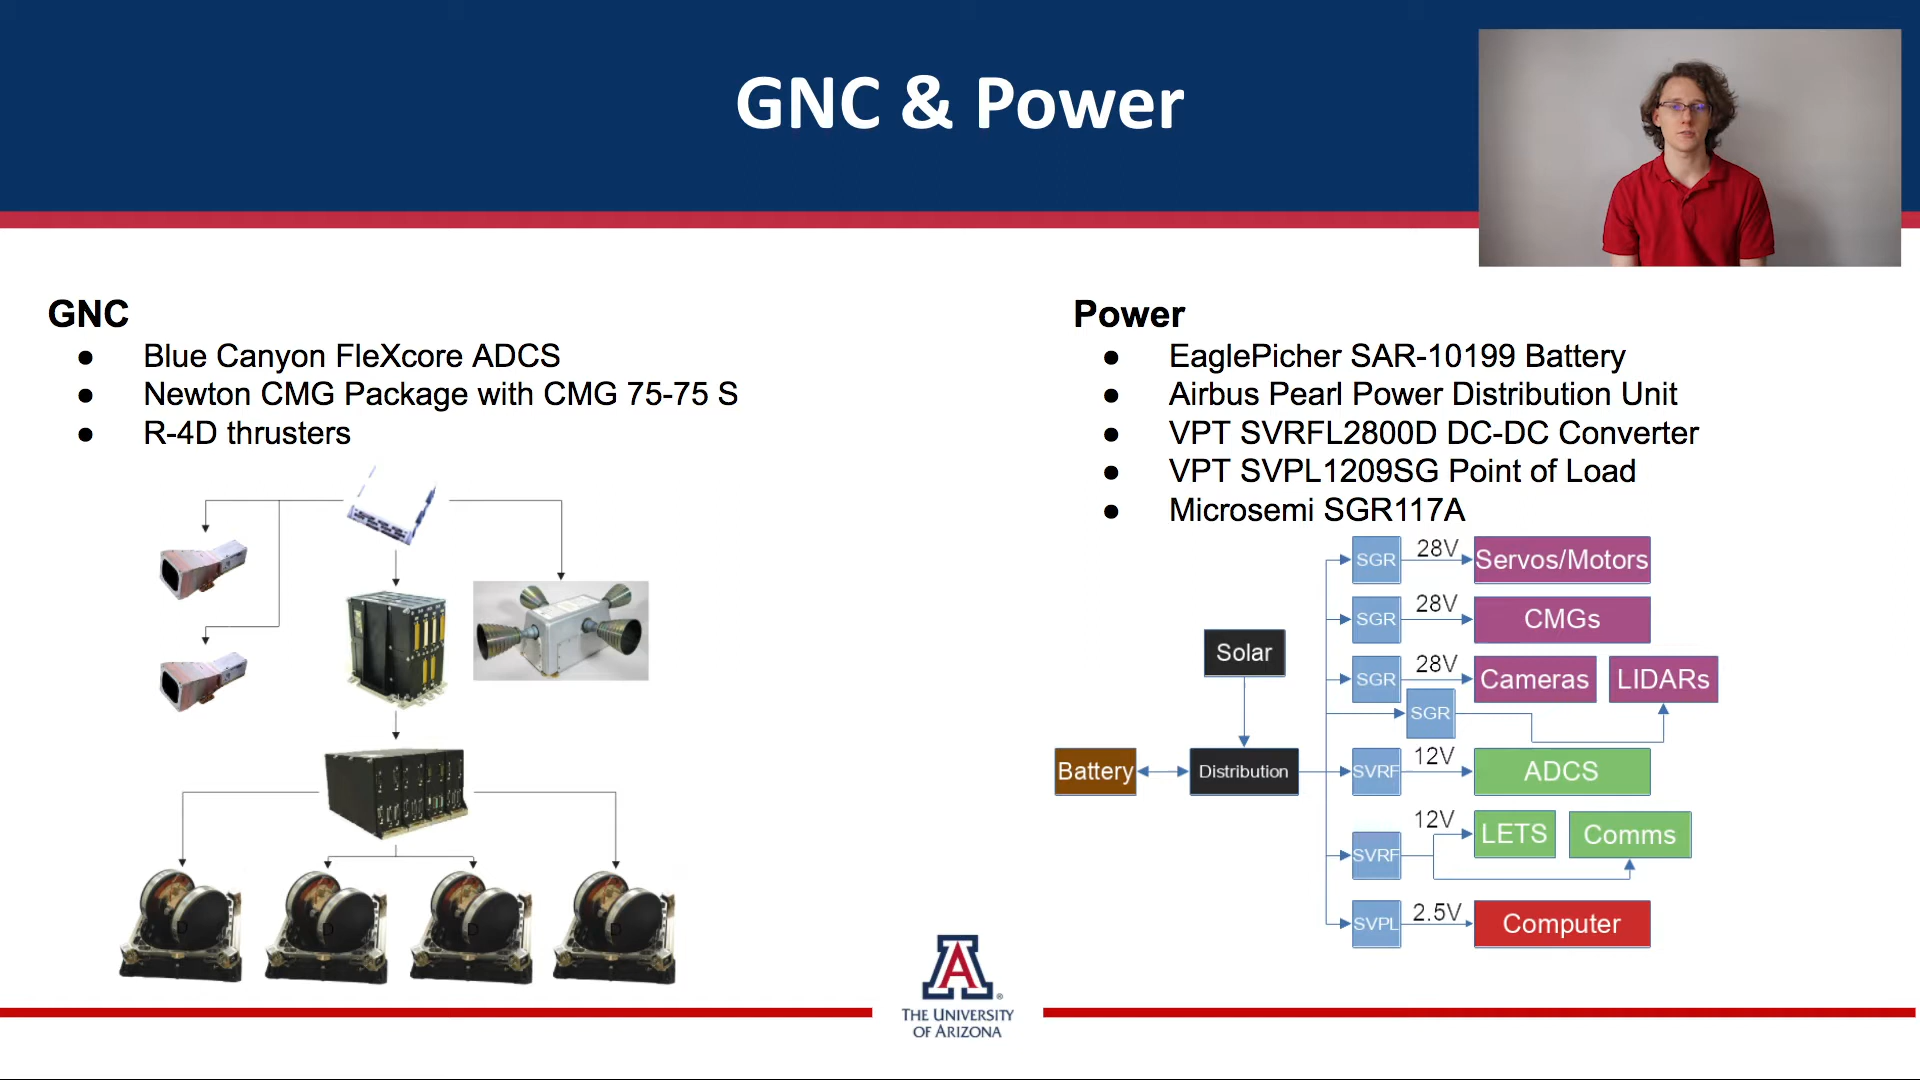 GNC & Power
GNC
● Blue Canyon FleXcore ADCS
● Newton CMG Package with CMG 75-75 S
● R-4D thrusters
Power
● EaglePicher SAR-10199 Battery
● Airbus Pearl Power Distribution Unit
● VPT SVRFL2800D DC-DC Converter
● VPT SVPL1209SG Point of Load
● Microsemi SGR117A
SGR 28V Servos/Motors
SGR 28V CMGs
Solar
SGR 28V Cameras LIDARs
SGR
Battery Distribution SVRF 12V ADCS
SVRF 12V LETS Comms
SVPL 2.5V Computer
A
THE UNIVERSITY
OF ARIZONA